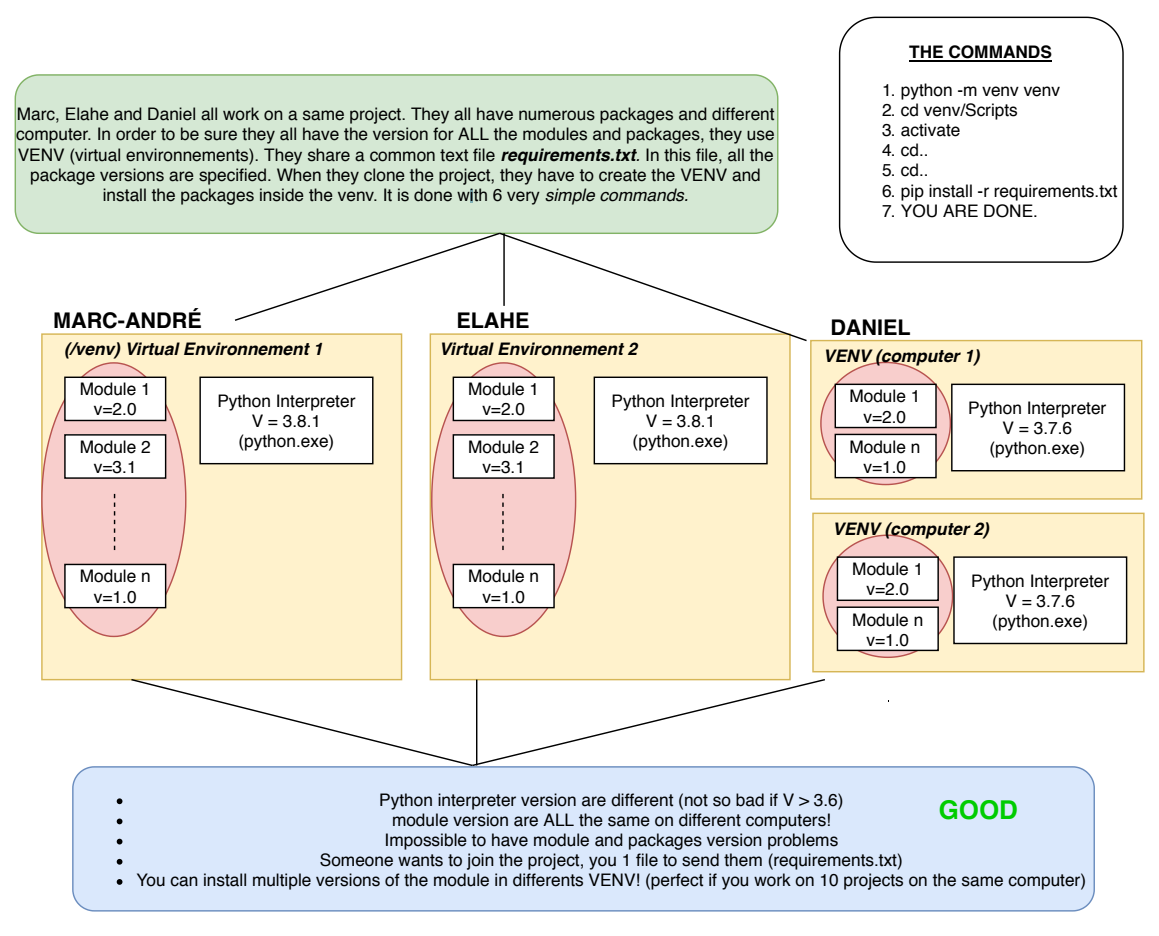 THE COMMANDS
1. python -m venv venv
2. cd venv/Scripts
3. activate
4. cd..
5. cd..
6. pip install -r requirements.txt
7. YOU ARE DONE.
Marc, Elahe and Daniel all work on a same project. They all have numerous packages and different
computer. In order to be sure they all have the version for ALL the modules and packages, they use
VENV (virtual environnements). They share a common text file requirements.txt. In this file, all the
package versions are specified. When they clone the project, they have to create the VENV and
install the packages inside the venv. It is done with 6 very simple commands.
MARC-ANDRÉ
(/venv) Virtual Environnement 1
Module 1
v=2.0
Module 2
v=3.1
Module n
v=1.0
Python Interpreter
V = 3.8.1
(python.exe)
ELAHE
Virtual Environnement 2
Module 1
v=2.0
Module 2
v=3.1
Module n
v=1.0
Python Interpreter
V = 3.8.1
(python.exe)
DANIEL
VENV (computer 1)
Module 1
v=2.0
Module n
v=1.0
Python Interpreter
V = 3.7.6
(python.exe)
VENV (computer 2)
Module 1
v=2.0
Module n
v=1.0
Python Interpreter
V = 3.7.6
(python.exe)
• Python interpreter version are different (not so bad if V > 3.6)
• module version are ALL the same on different computers!
• Impossible to have module and packages version problems
• Someone wants to join the project, you 1 file to send them (requirements.txt)
• You can install multiple versions of the module in differents VENV! (perfect if you work on 10 projects on the same computer)
GOOD